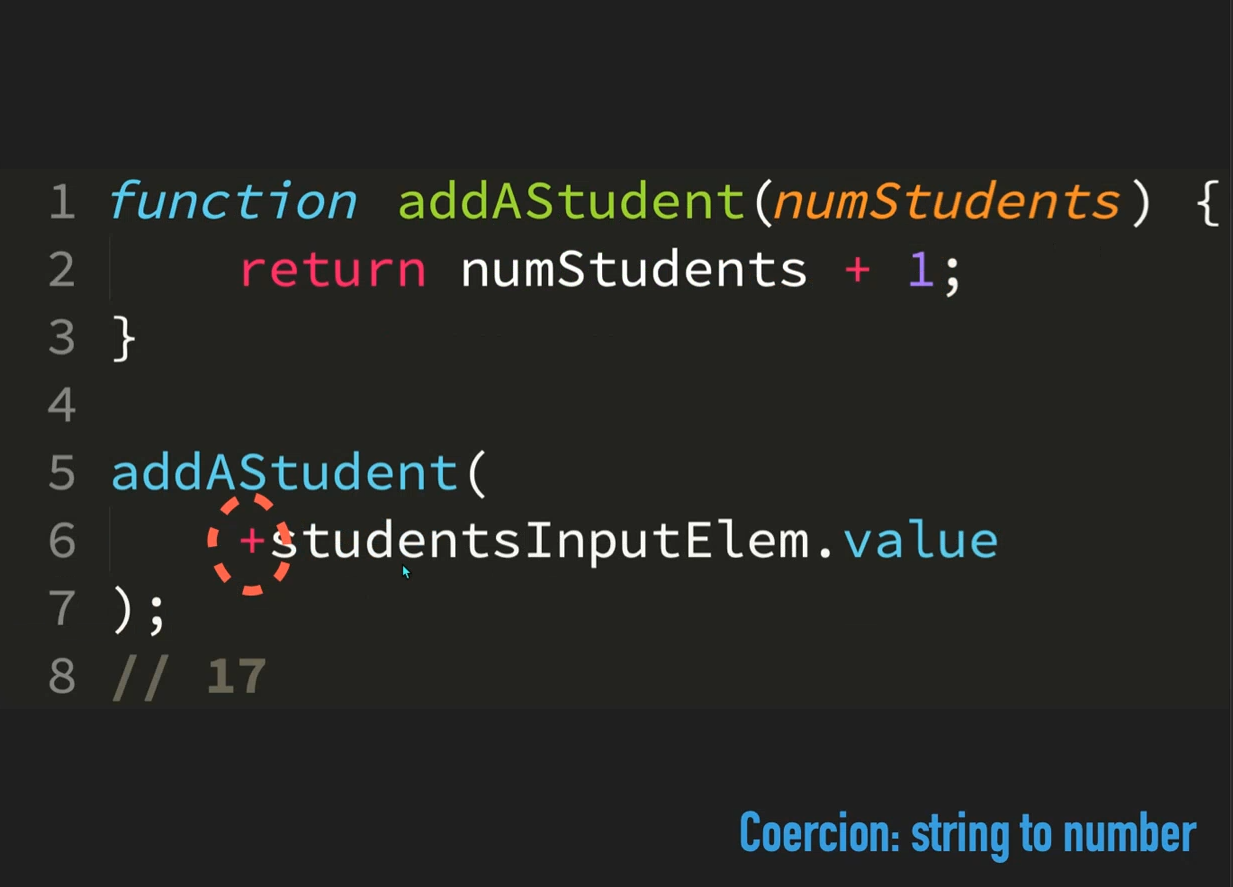 1 function addAStudent(numStudents) {
2     return numStudents + 1;
3 }
4
5 addAStudent(
6     +studentsInputElem.value
7 );
8 // 17
Coercion: string to number